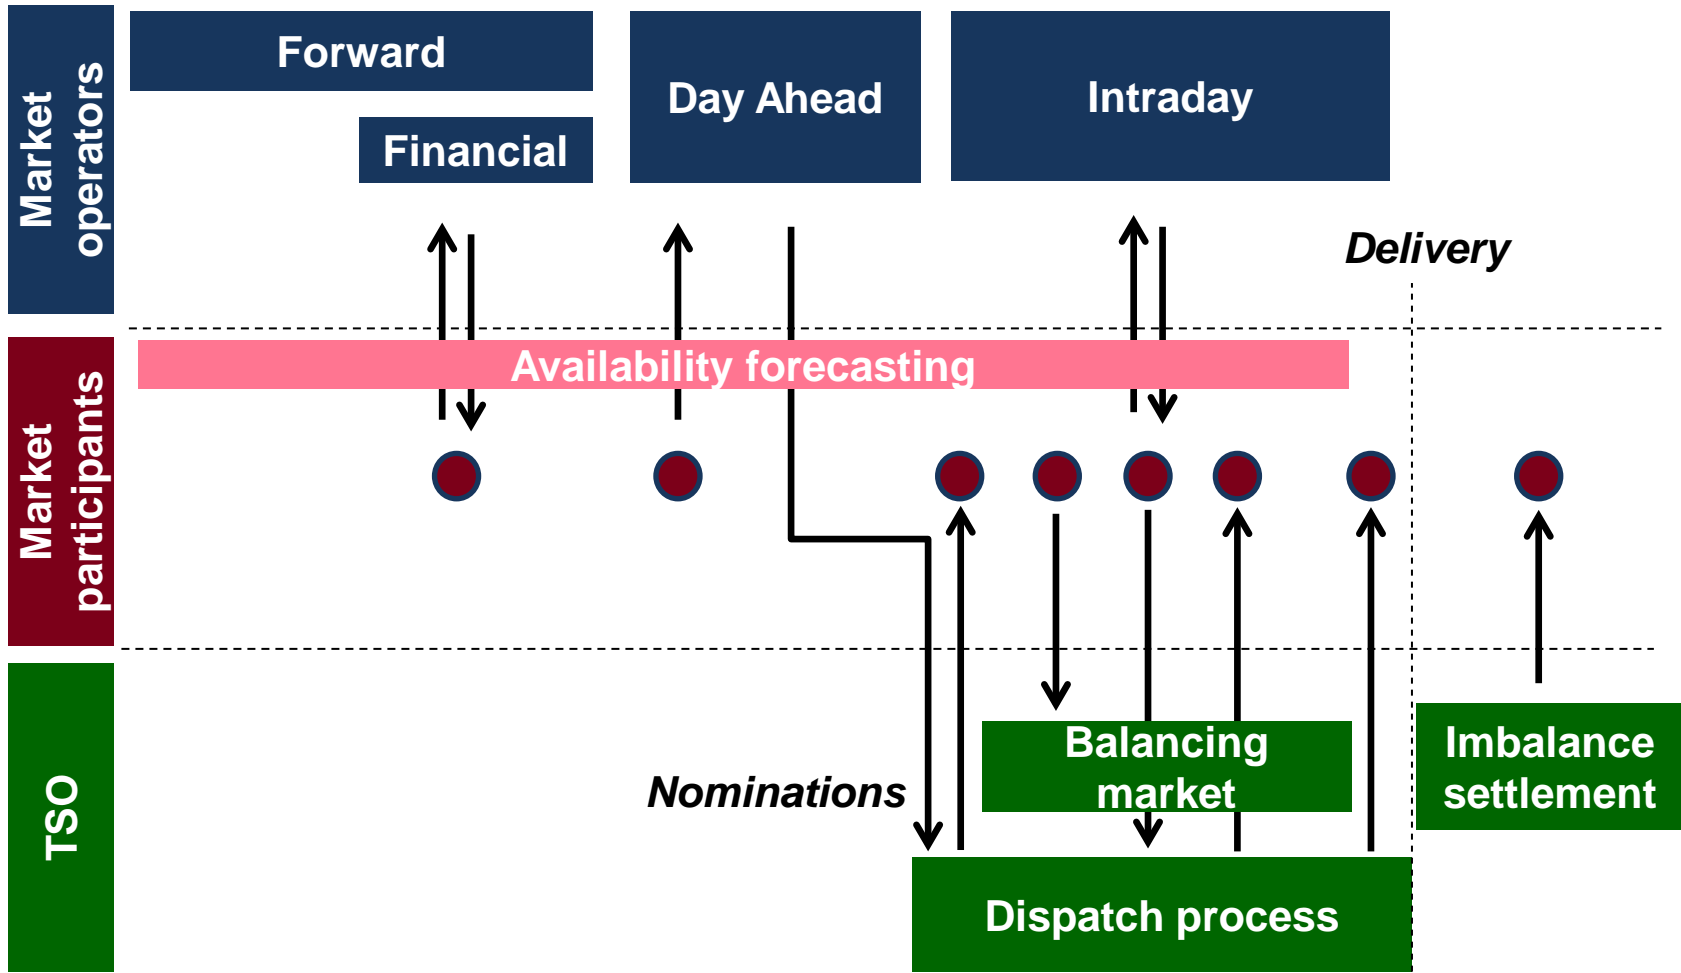 Market
operators
Forward
Financial
Day Ahead
Intraday
Delivery
Market
participants
Availability forecasting
TSO
Nominations
Balancing
market
Imbalance
settlement
Dispatch process